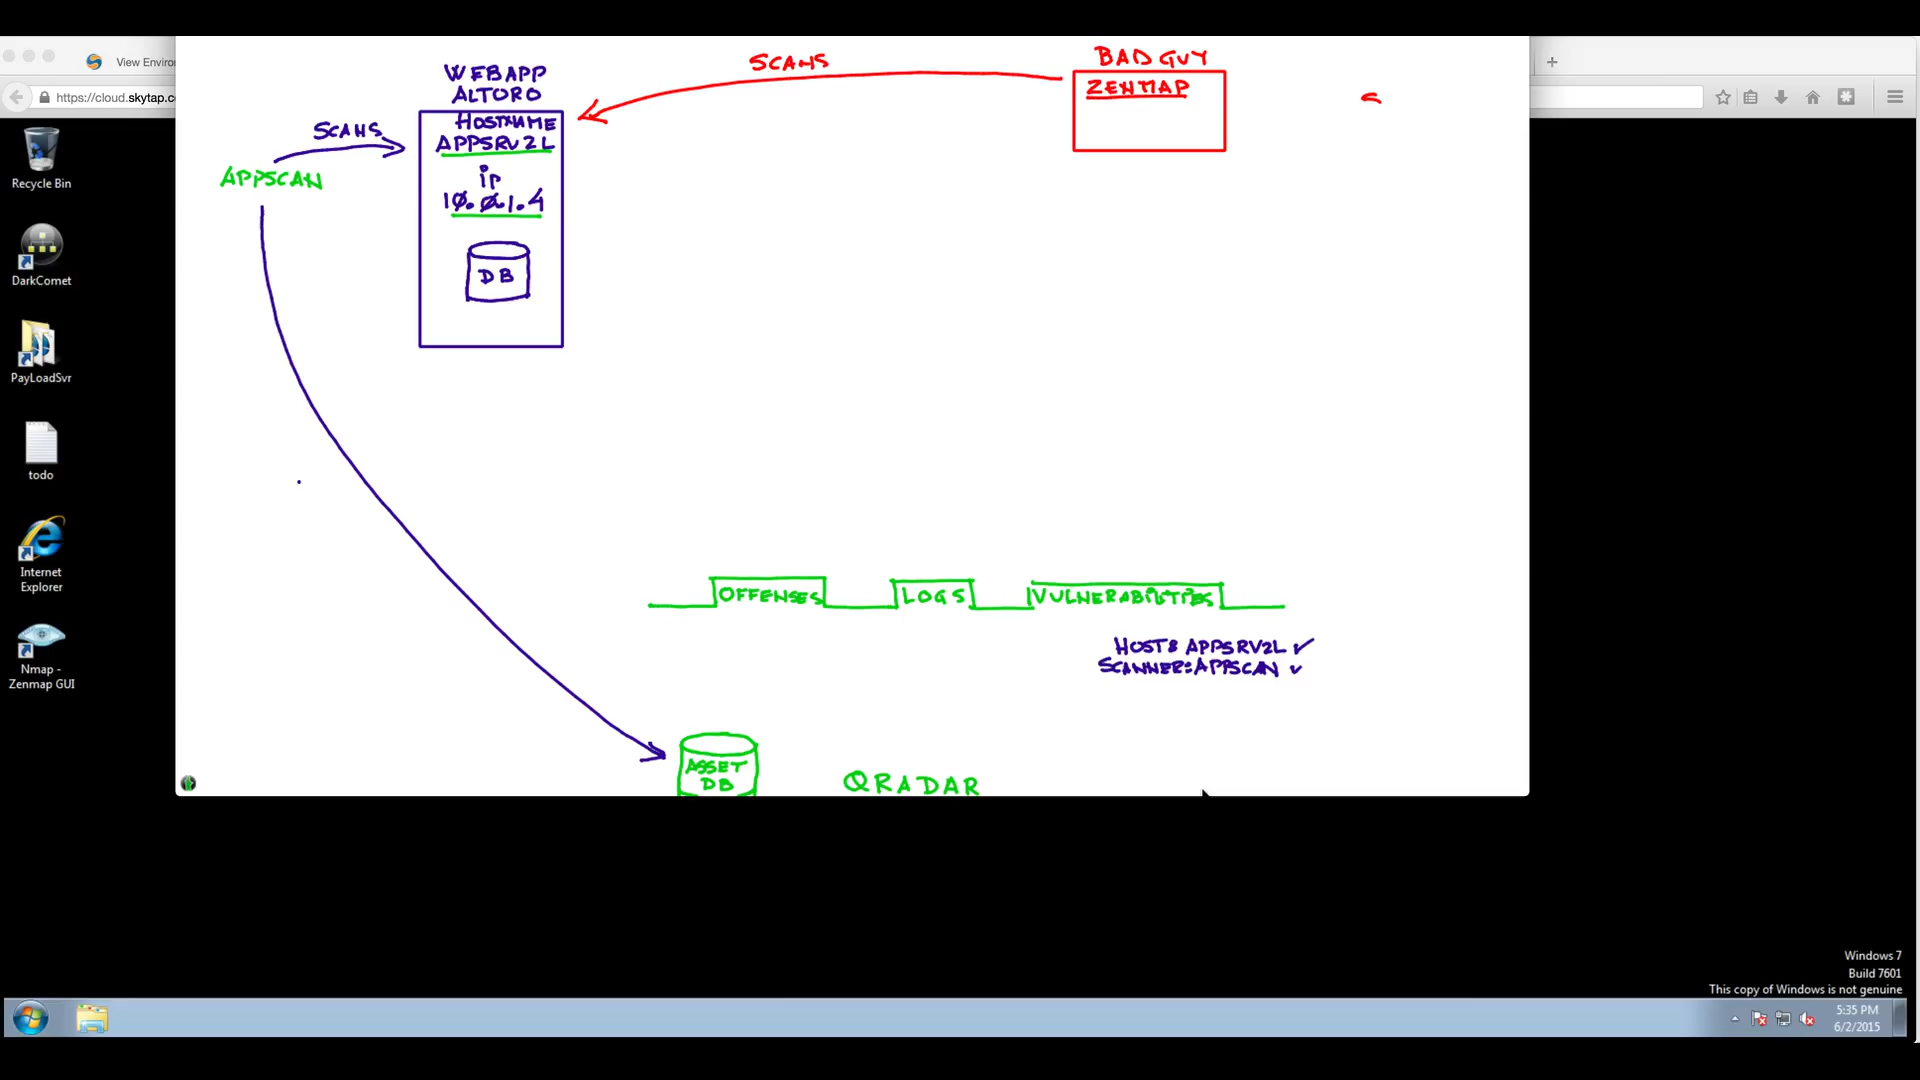 View Enviro
https://cloud.skytap.c
Recycle Bin
DarkComet
PayLoadSvr
todo
Internet
Explorer
Nmap -
Zenmap GUI
WEBAPP
ALTORO
HOSTNAME
APPSRV2L
ip
10.0.1.4
DB
SCANS
APPSCAN
SCANS
BAD GUY
ZENMAP
OFFENSES
LOGS
VULNERABILITIES
HOST: APPSRV2L ✓
SCANNER: APPSCAN ✓
ASSET
DB
QRADAR
Windows 7
Build 7601
This copy of Windows is not genuine
5:35 PM
6/2/2015